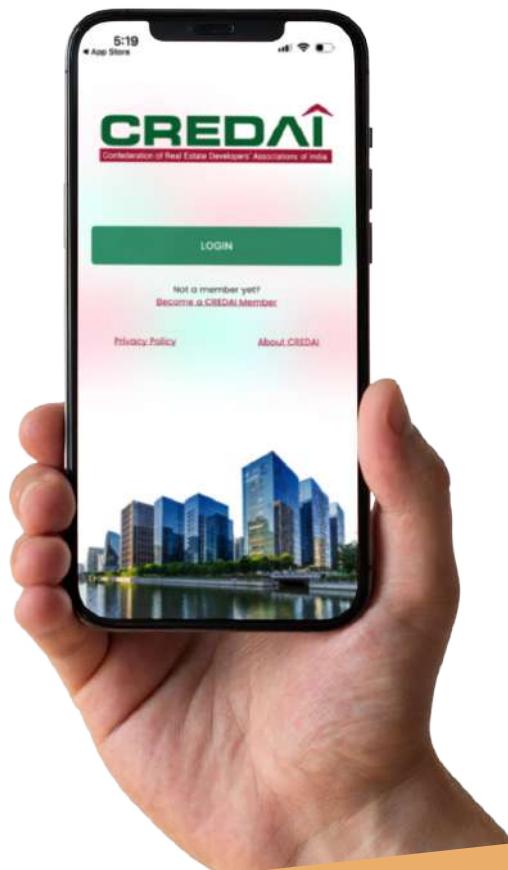 5:19
◀ App Store
CREDAI
Confederation of Real Estate Developers' Associations of India
LOGIN
Not a member yet?
Become a CREDAI Member
Privacy Policy
About CREDAI